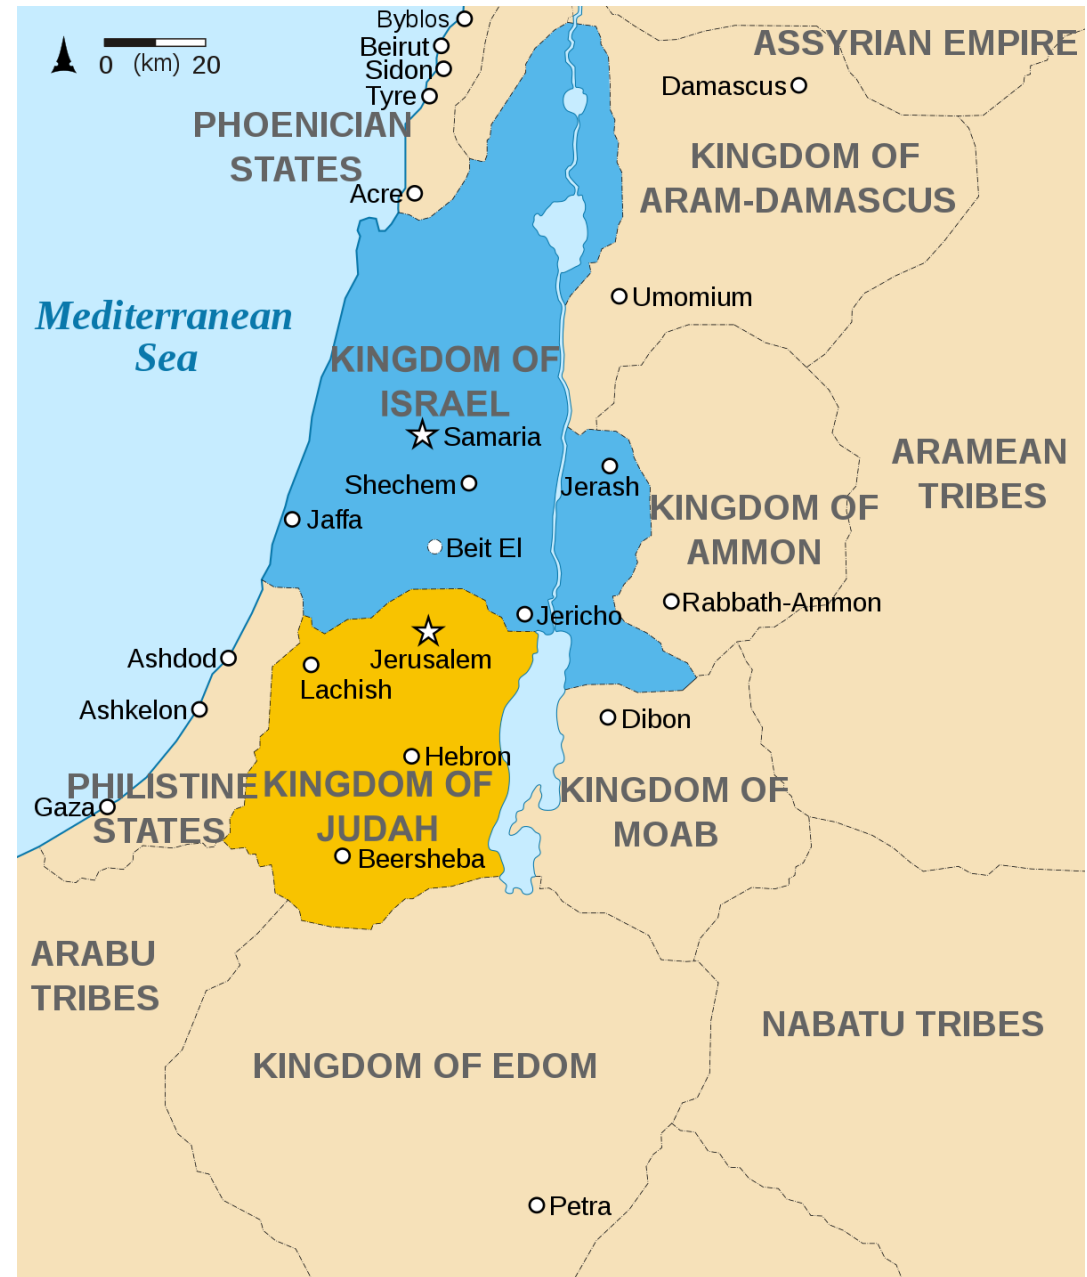 Byblos
Beirut
Sidon
Tyre
0 (km) 20
ASSYRIAN EMPIRE
Damascus
PHOENICIAN
STATES
KINGDOM OF
ARAM-DAMASCUS
Acre
Umomium
Mediterranean
Sea
KINGDOM OF
ISRAEL
Samaria
Shechem
Jerash
Jaffa
Beit El
ARAMEAN
TRIBES
KINGDOM OF
AMMON
Rabbath-Ammon
Jericho
Jerusalem
Ashdod
Lachish
Ashkelon
Dibon
Hebron
PHILISTINE
STATES
Gaza
KINGDOM OF
JUDAH
Beersheba
KINGDOM OF
MOAB
ARABU
TRIBES
NABATU TRIBES
KINGDOM OF EDOM
Petra